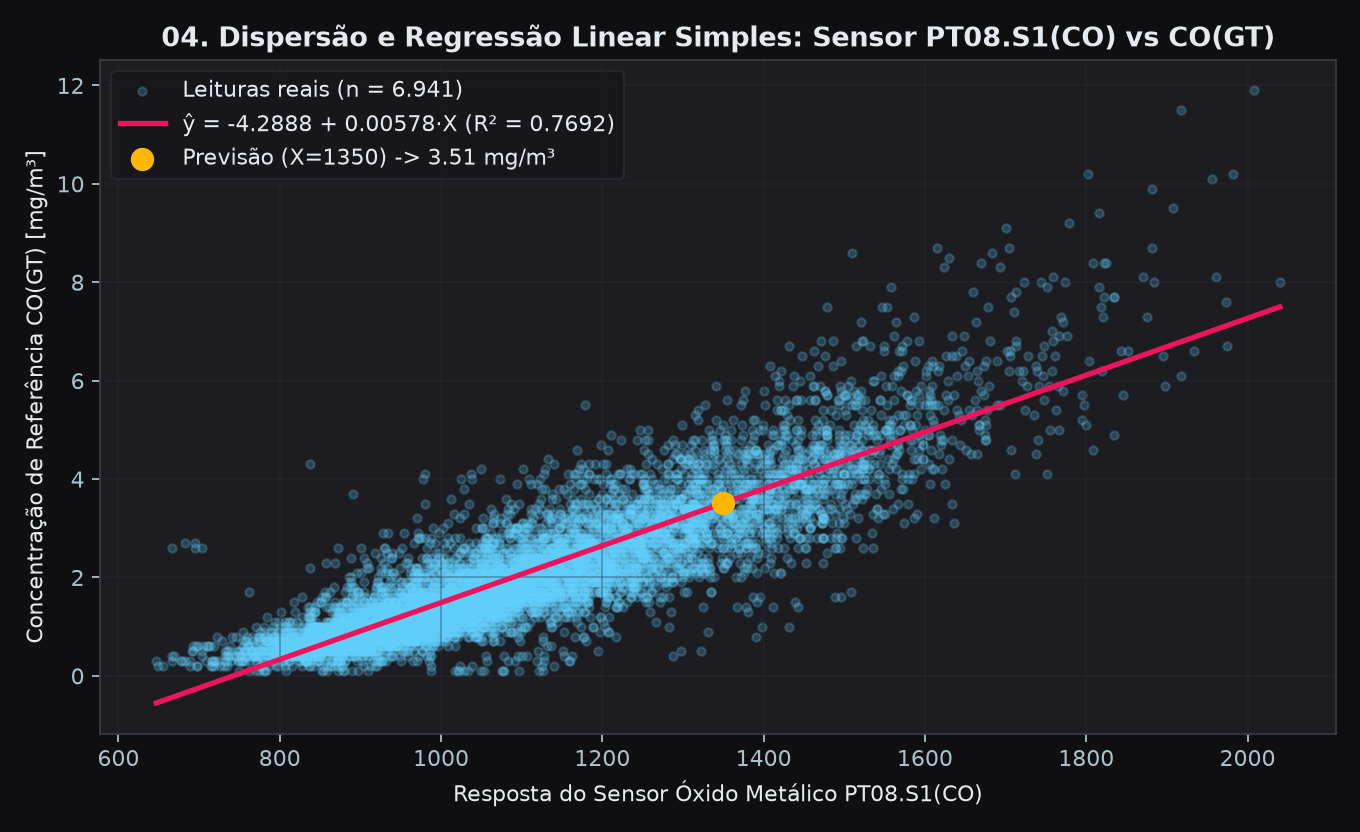 04. Dispersão e Regressão Linear Simples: Sensor PT08.S1(CO) vs CO(GT)
Leituras reais (n = 6.941)
ŷ = -4.2888 + 0.00578·X (R² = 0.7692)
Previsão (X=1350) -> 3.51 mg/m³
Concentração de Referência CO(GT) [mg/m³]
12
10
8
6
4
2
0
600 800 1000 1200 1400 1600 1800 2000
Resposta do Sensor Óxido Metálico PT08.S1(CO)